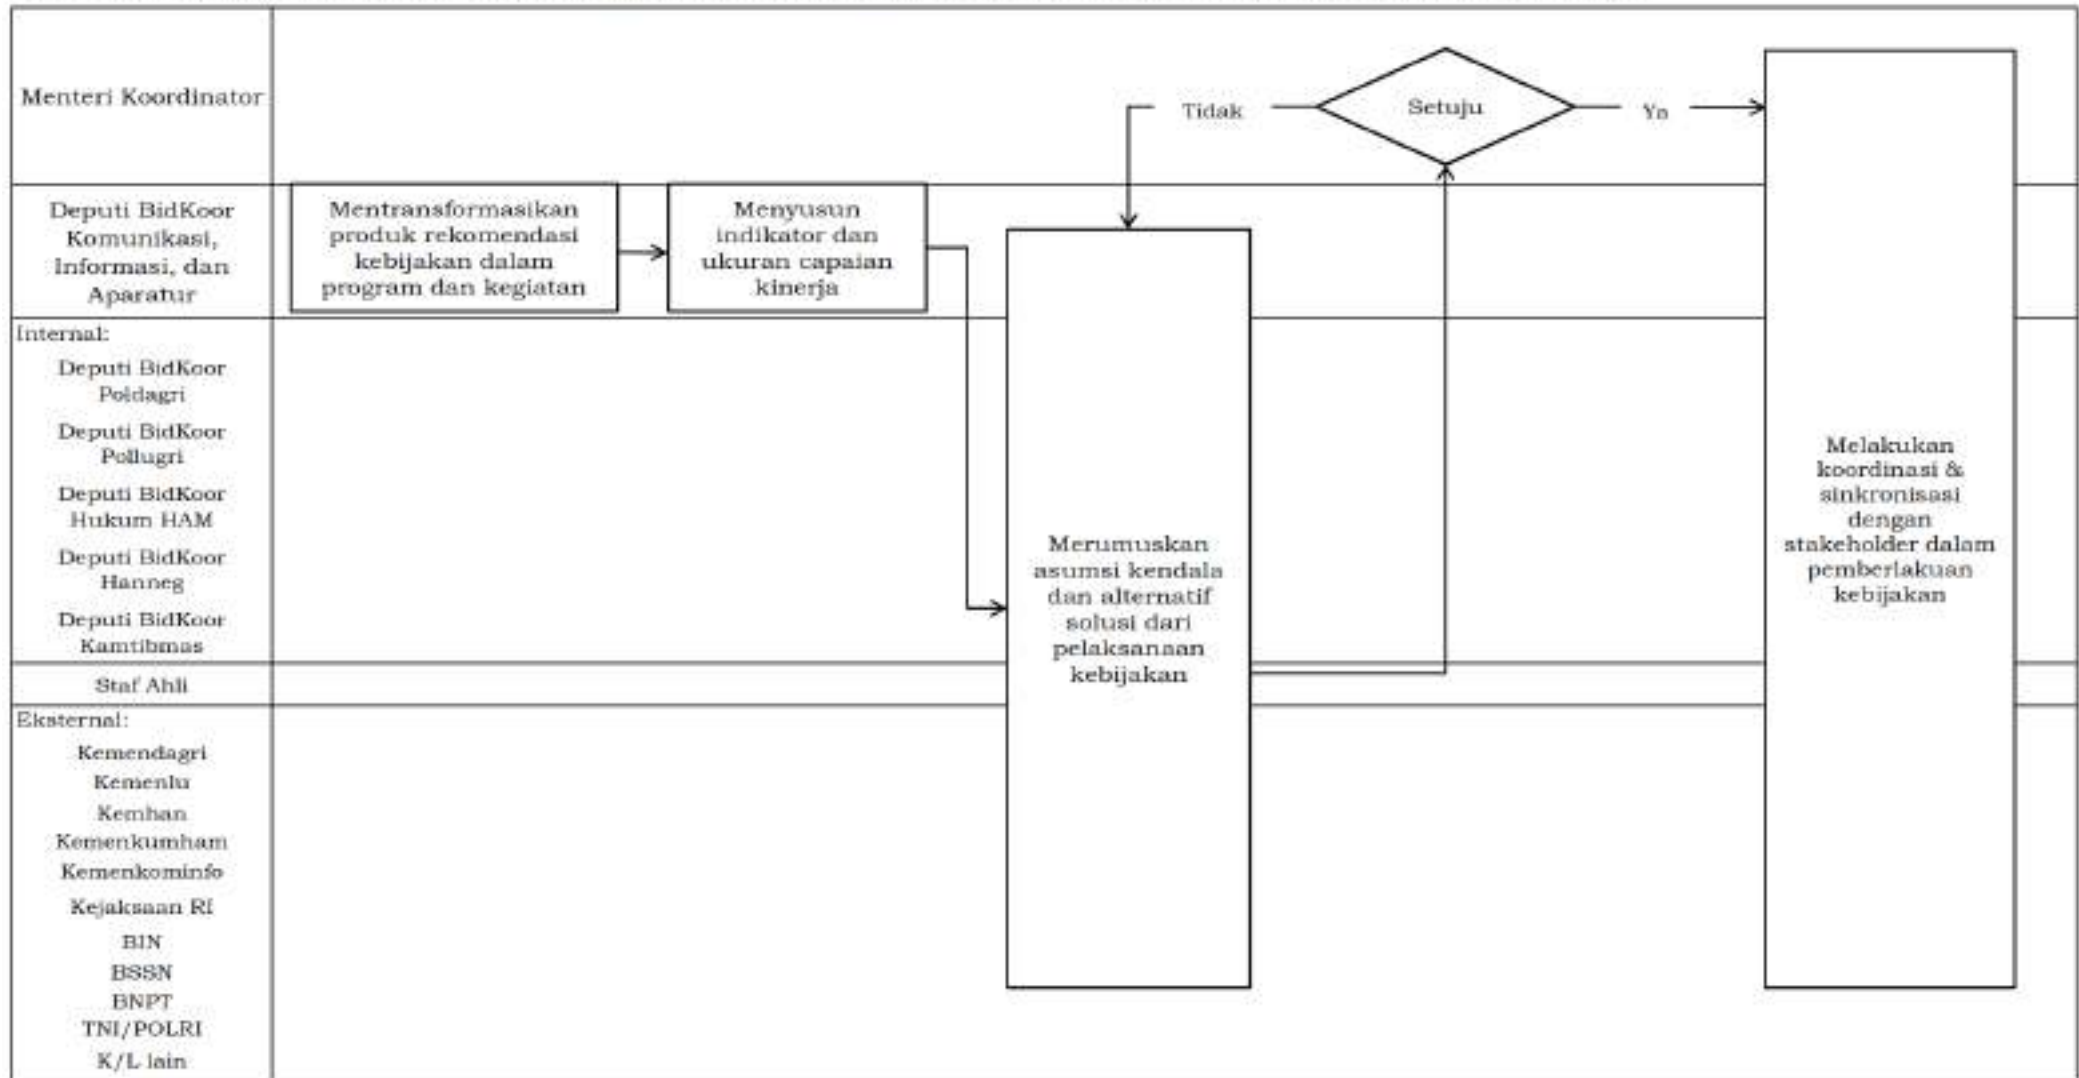 Menteri Koordinator
Tidak
Setuju
Ya
Deputi BidKoor
Komunikasi,
Informasi, dan
Aparatur
Mentransformasikan
produk rekomendasi
kebijakan dalam
program dan kegiatan
Menyusun
indikator dan
ukuran capaian
kinerja
Internal:
Deputi BidKoor
Poldagri
Deputi BidKoor
Pollugri
Deputi BidKoor
Hukum HAM
Deputi BidKoor
Hanneg
Deputi BidKoor
Kamtibmas
Merumuskan
asumsi kendala
dan alternatif
solusi dari
pelaksanaan
kebijakan
Melakukan
koordinasi &
sinkronisasi
dengan
stakeholder dalam
pemberlakuan
kebijakan
Staf Ahli
Eksternal:
Kemendagri
Kemenlu
Kemhan
Kemenkumham
Kemenkominfo
Kejaksaan RI
BIN
BSSN
BNPT
TNI/POLRI
K/L lain